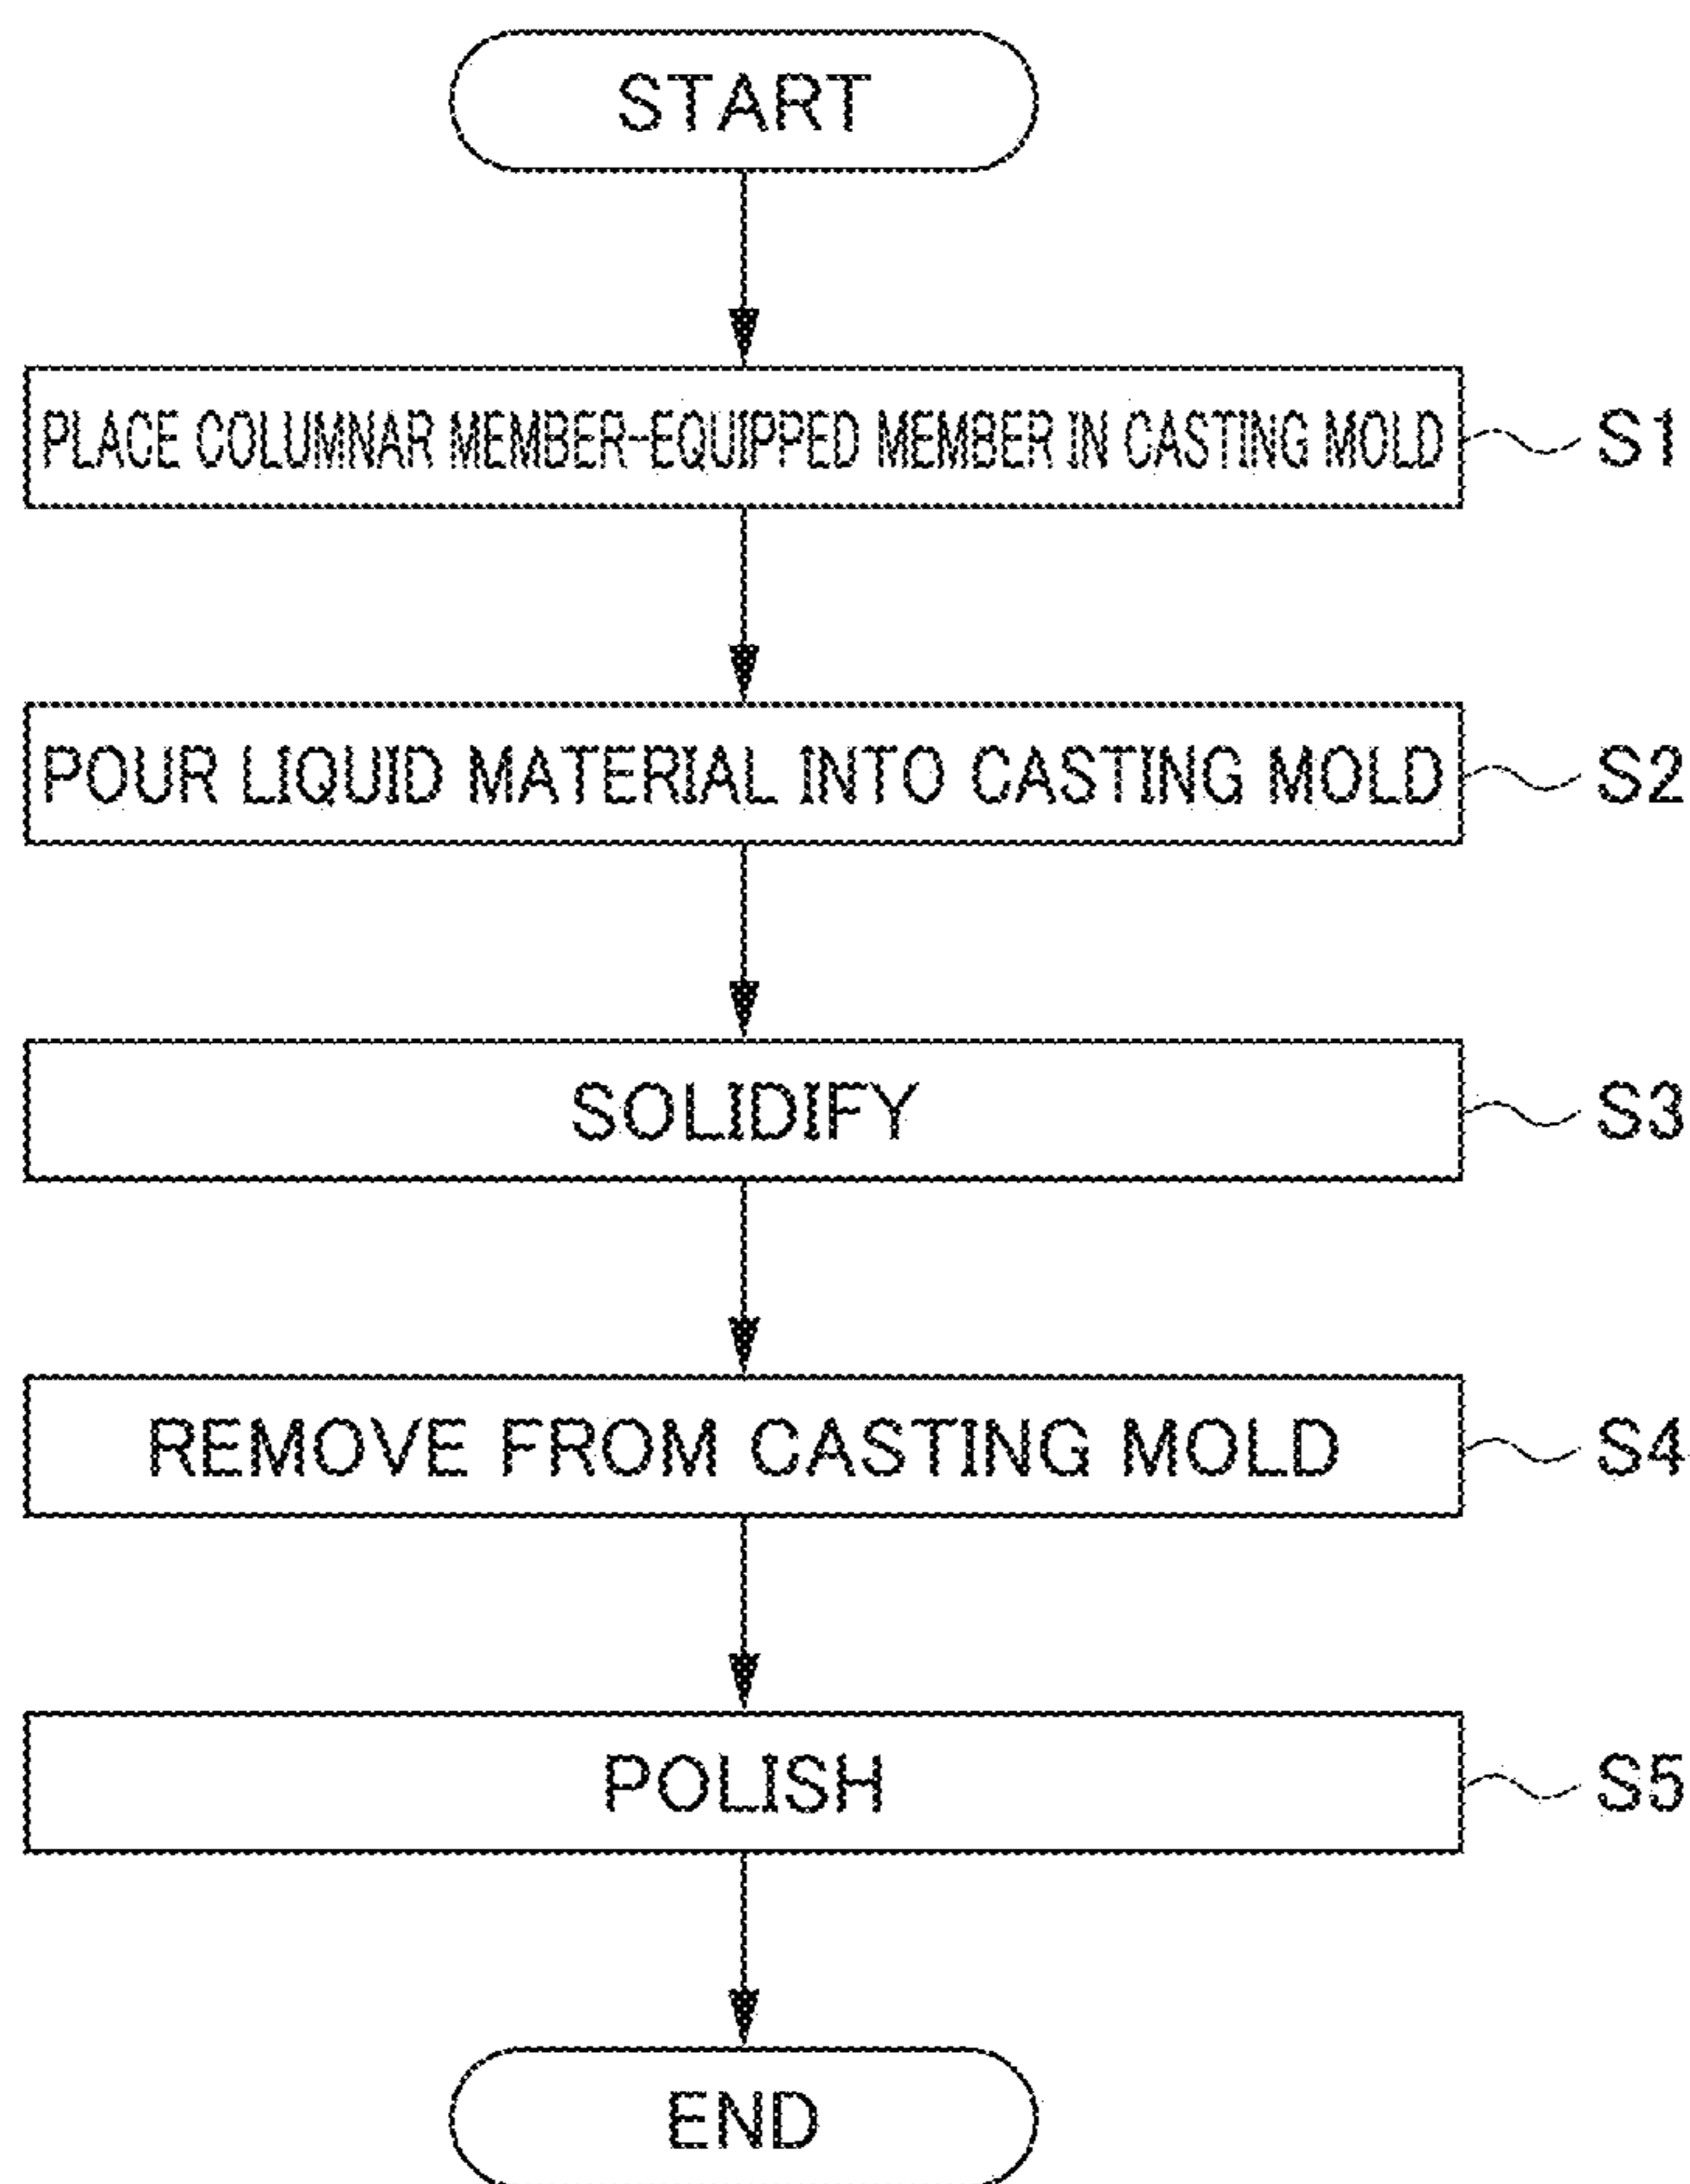 START
PLACE COLUMNAR MEMBER-EQUIPPED MEMBER IN CASTING MOLD
S1
POUR LIQUID MATERIAL INTO CASTING MOLD
S2
SOLIDIFY
S3
REMOVE FROM CASTING MOLD
S4
POLISH
S5
END